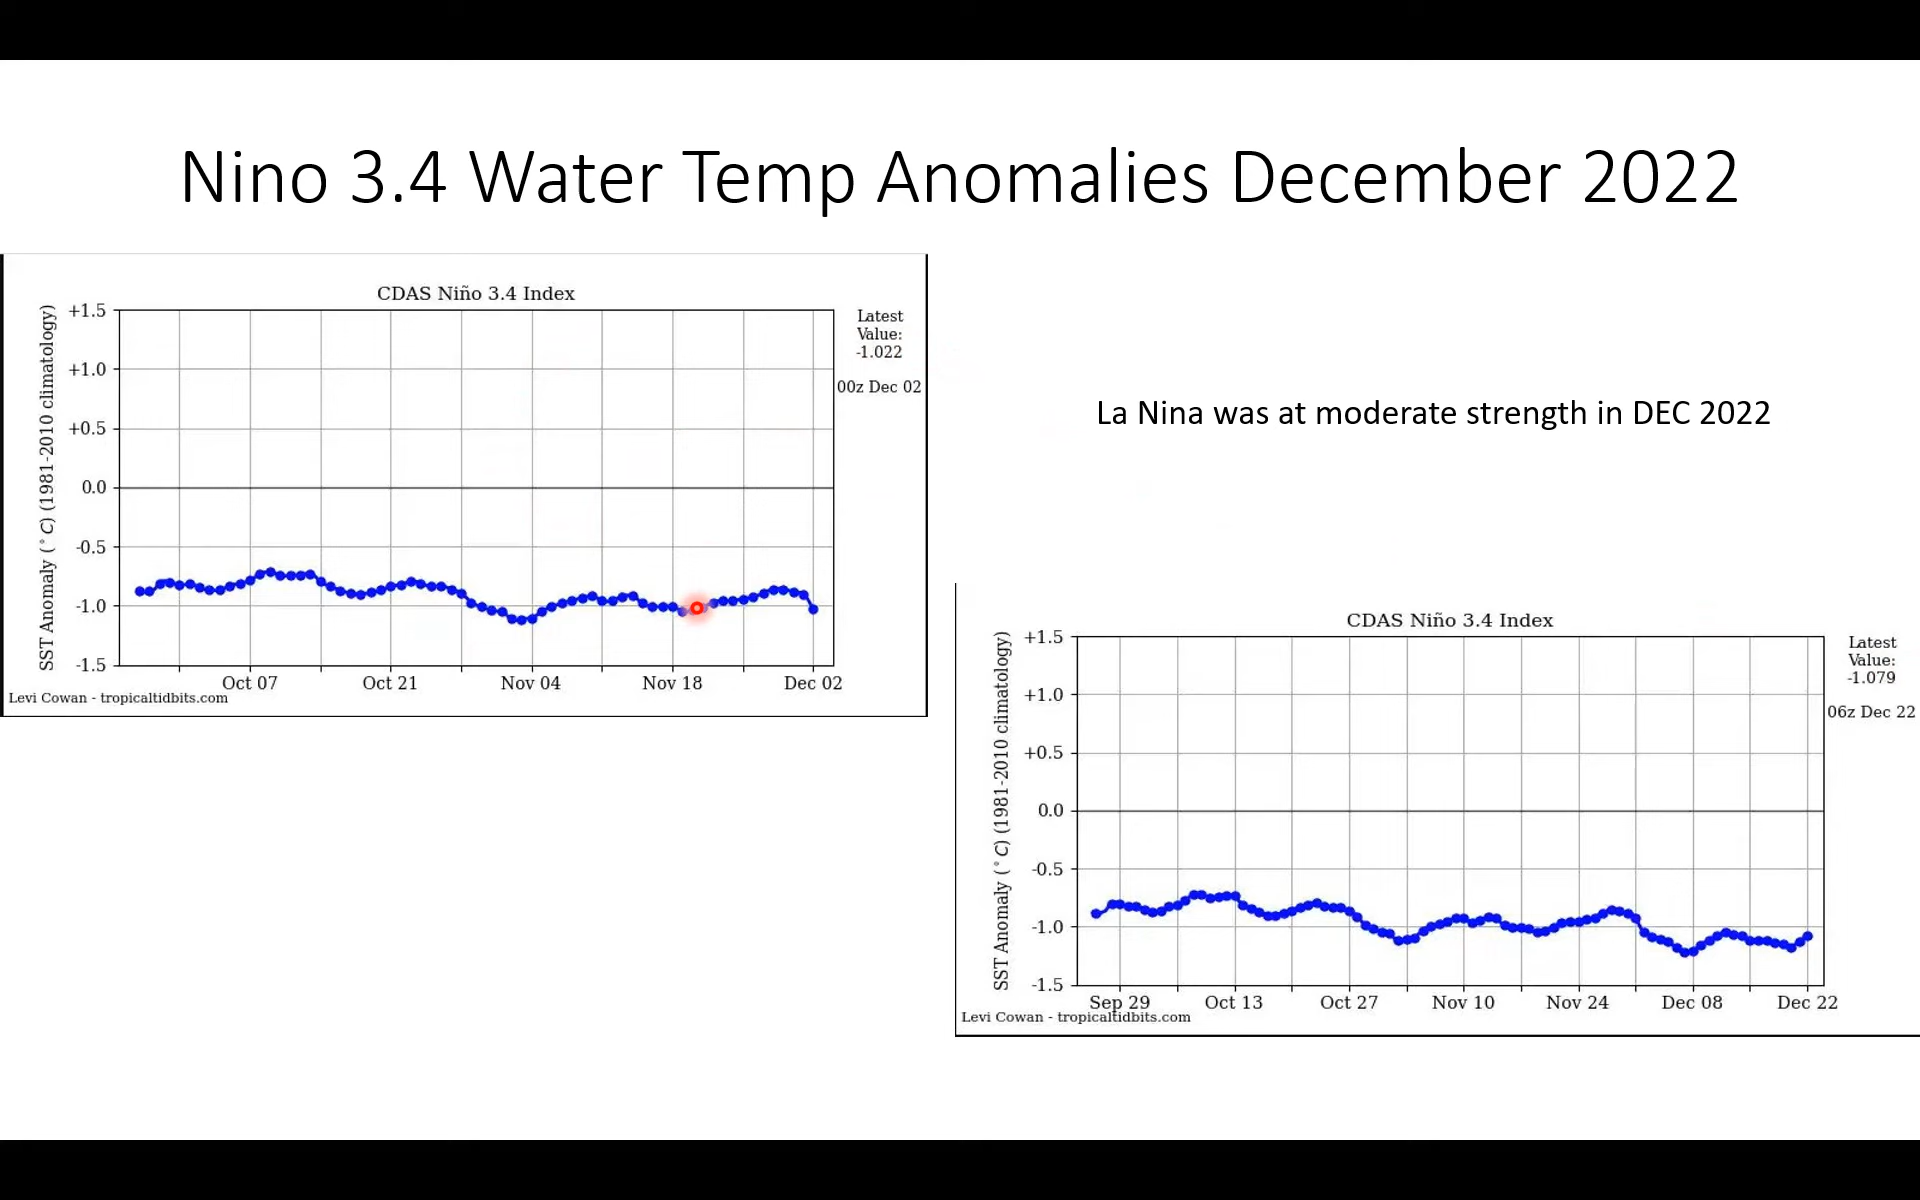 Nino 3.4 Water Temp Anomalies December 2022
CDAS Niño 3.4 Index
SST Anomaly (°C) (1981-2010 climatology)
+1.5
+1.0
+0.5
0.0
-0.5
-1.0
-1.5
Oct 07 Oct 21 Nov 04 Nov 18 Dec 02
Levi Cowan - tropicaltidbits.com
Latest
Value:
-1.022
00z Dec 02
La Nina was at moderate strength in DEC 2022
CDAS Niño 3.4 Index
SST Anomaly (°C) (1981-2010 climatology)
+1.5
+1.0
+0.5
0.0
-0.5
-1.0
-1.5
Sep 29 Oct 13 Oct 27 Nov 10 Nov 24 Dec 08 Dec 22
Levi Cowan - tropicaltidbits.com
Latest
Value:
-1.079
06z Dec 22